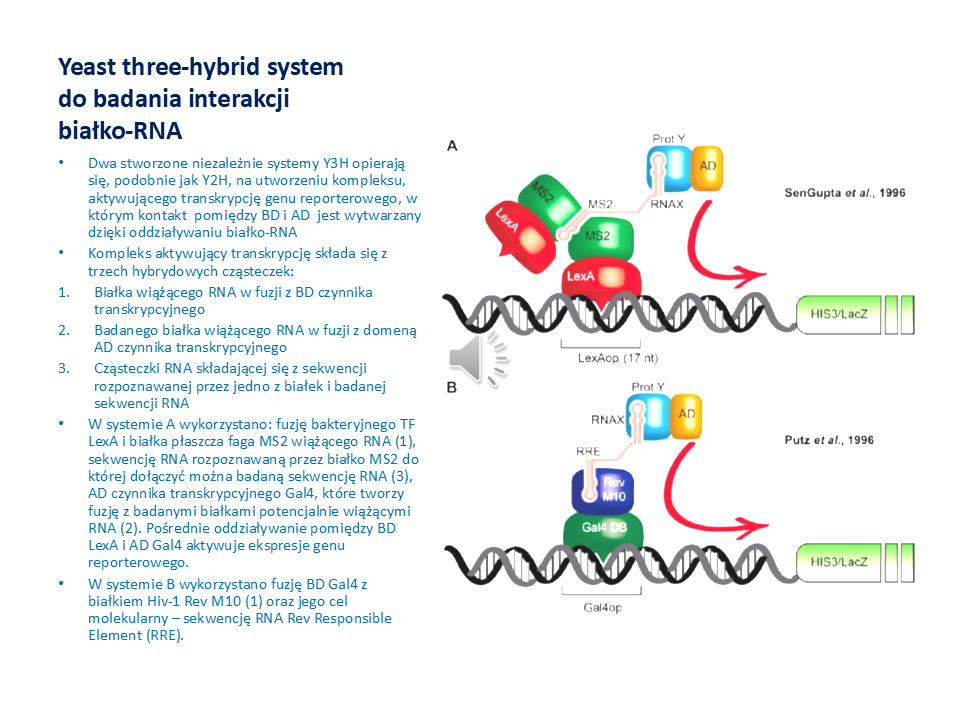 Yeast three-hybrid system
do badania interakcji
białko-RNA
• Dwa stworzone niezależnie systemy Y3H opierają
się, podobnie jak Y2H, na utworzeniu kompleksu,
aktywującego transkrypcję genu reporterowego, w
którym kontakt pomiędzy BD i AD jest wytwarzany
dzięki oddziaływaniu białko-RNA
• Kompleks aktywujący transkrypcję składa się z
trzech hybrydowych cząsteczek:
1. Białka wiążącego RNA w fuzji z BD czynnika
transkrypcyjnego
2. Badanego białka wiążącego RNA w fuzji z domeną
AD czynnika transkrypcyjnego
3. Cząsteczki RNA składającej się z sekwencji
rozpoznawanej przez jedno z białek i badanej
sekwencji RNA
• W systemie A wykorzystano: fuzję bakteryjnego TF
LexA i białka płaszcza faga MS2 wiążącego RNA (1),
sekwencję RNA rozpoznawaną przez białko MS2 do
której dołączyć można badaną sekwencję RNA (3),
AD czynnika transkrypcyjnego Gal4, które tworzy
fuzję z badanymi białkami potencjalnie wiążącymi
RNA (2). Pośrednie oddziaływanie pomiędzy BD
LexA i AD Gal4 aktywuje ekspresje genu
reporterowego.
• W systemie B wykorzystano fuzję BD Gal4 z
białkiem Hiv-1 Rev M10 (1) oraz jego cel
molekularny – sekwencję RNA Rev Responsible
Element (RRE).
A
Prot Y
AD
SenGupta et al., 1996
MS2
MS2
RNAX
LexA
MS2
LexA
HIS3/LacZ
LexAop (17 nt)
B
Prot Y
RNAX
AD
Putz et al., 1996
RRE
Rev
M10
Gal4 DB
HIS3/LacZ
Gal4op